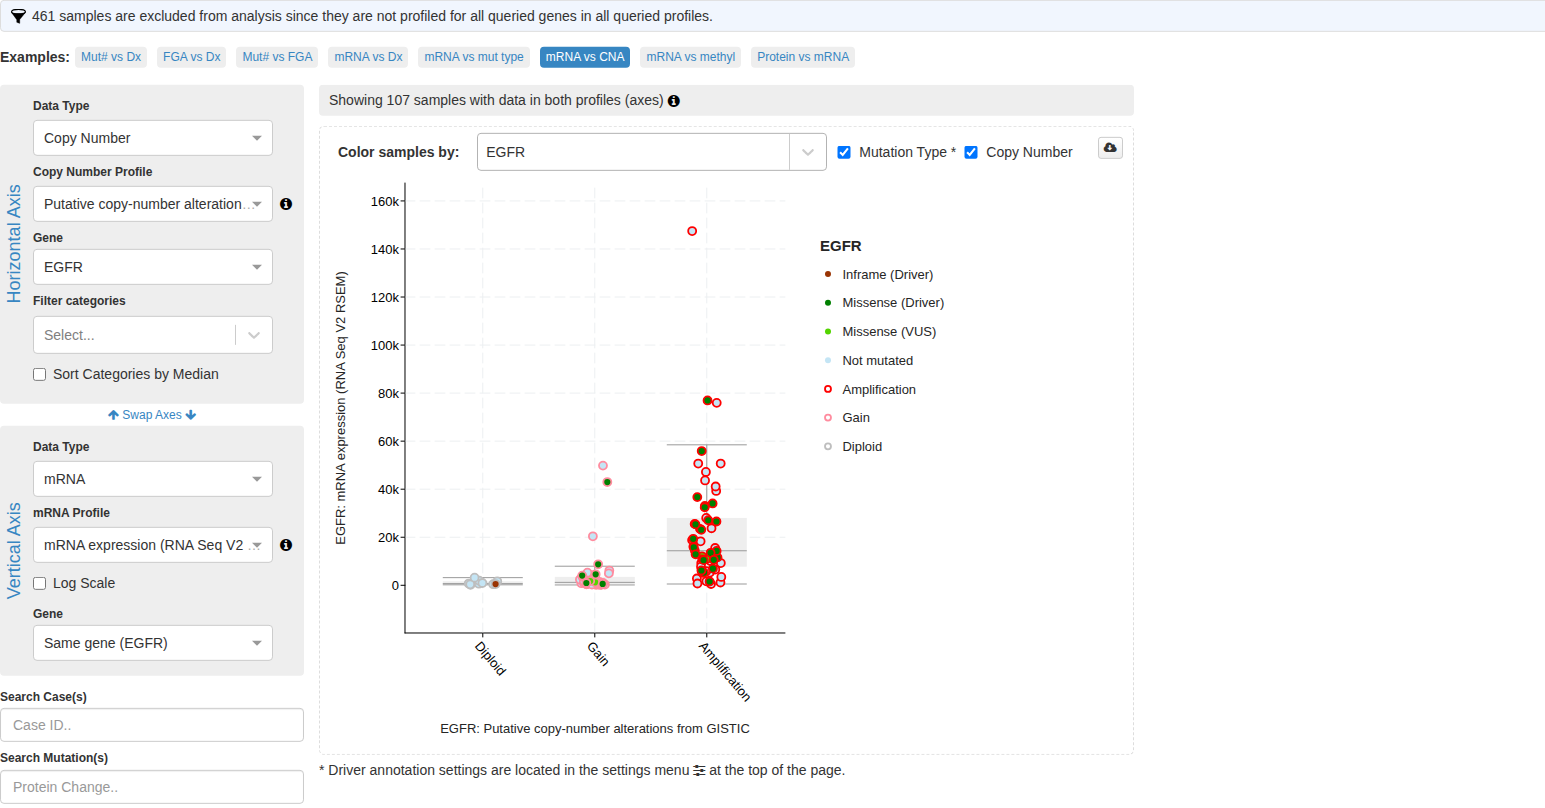 461 samples are excluded from analysis since they are not profiled for all queried genes in all queried profiles.
Examples: Mut# vs Dx FGA vs Dx Mut# vs FGA mRNA vs Dx mRNA vs mut type mRNA vs CNA mRNA vs methyl Protein vs mRNA
Horizontal Axis
Data Type
Copy Number
Copy Number Profile
Putative copy-number alteration...
Gene
EGFR
Filter categories
Select...
Sort Categories by Median
Swap Axes
Vertical Axis
Data Type
mRNA
mRNA Profile
mRNA expression (RNA Seq V2 ...
Log Scale
Gene
Same gene (EGFR)
Search Case(s)
Case ID..
Search Mutation(s)
Protein Change..
Showing 107 samples with data in both profiles (axes)
Color samples by: EGFR Mutation Type * Copy Number
EGFR: mRNA expression (RNA Seq V2 RSEM)
160k
140k
120k
100k
80k
60k
40k
20k
0
Diploid
Gain
Amplification
EGFR: Putative copy-number alterations from GISTIC
EGFR
Inframe (Driver)
Missense (Driver)
Missense (VUS)
Not mutated
Amplification
Gain
Diploid
* Driver annotation settings are located in the settings menu at the top of the page.